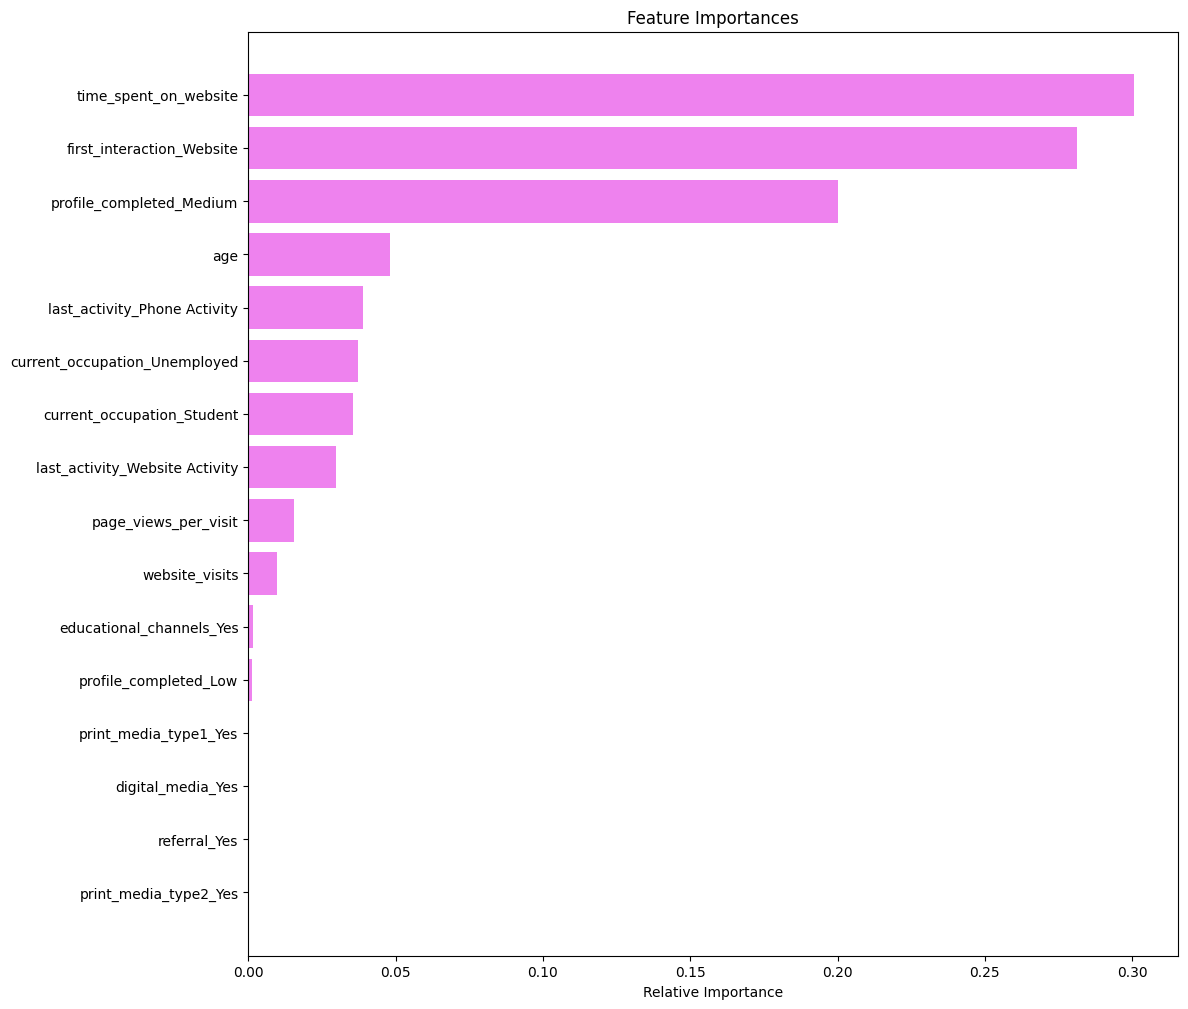 Feature Importances
time_spent_on_website
first_interaction_Website
profile_completed_Medium
age
last_activity_Phone Activity
current_occupation_Unemployed
current_occupation_Student
last_activity_Website Activity
page_views_per_visit
website_visits
educational_channels_Yes
profile_completed_Low
print_media_type1_Yes
digital_media_Yes
referral_Yes
print_media_type2_Yes
0.00 0.05 0.10 0.15 0.20 0.25 0.30
Relative Importance